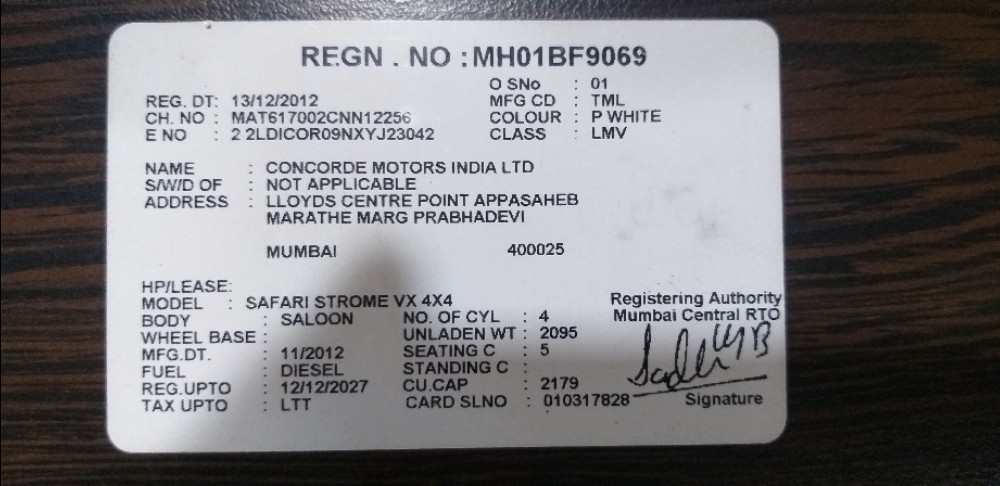 REGN . NO : MH01BF9069
O SNo : 01
REG. DT: 13/12/2012 MFG CD : TML
CH. NO : MAT617002CNN12256 COLOUR : P WHITE
E NO : 2 2LDICOR09NXYJ23042 CLASS : LMV
NAME : CONCORDE MOTORS INDIA LTD
S/W/D OF : NOT APPLICABLE
ADDRESS : LLOYDS CENTRE POINT APPASAHEB
MARATHE MARG PRABHADEVI
MUMBAI 400025
HP/LEASE:
MODEL : SAFARI STROME VX 4X4
BODY : SALOON NO. OF CYL : 4
WHEEL BASE : UNLADEN WT : 2095
MFG.DT. : 11/2012 SEATING C : 5
FUEL : DIESEL STANDING C :
REG.UPTO : 12/12/2027 CU.CAP : 2179
TAX UPTO : LTT CARD SLNO : 010317828
Registering Authority
Mumbai Central RTO
Signature